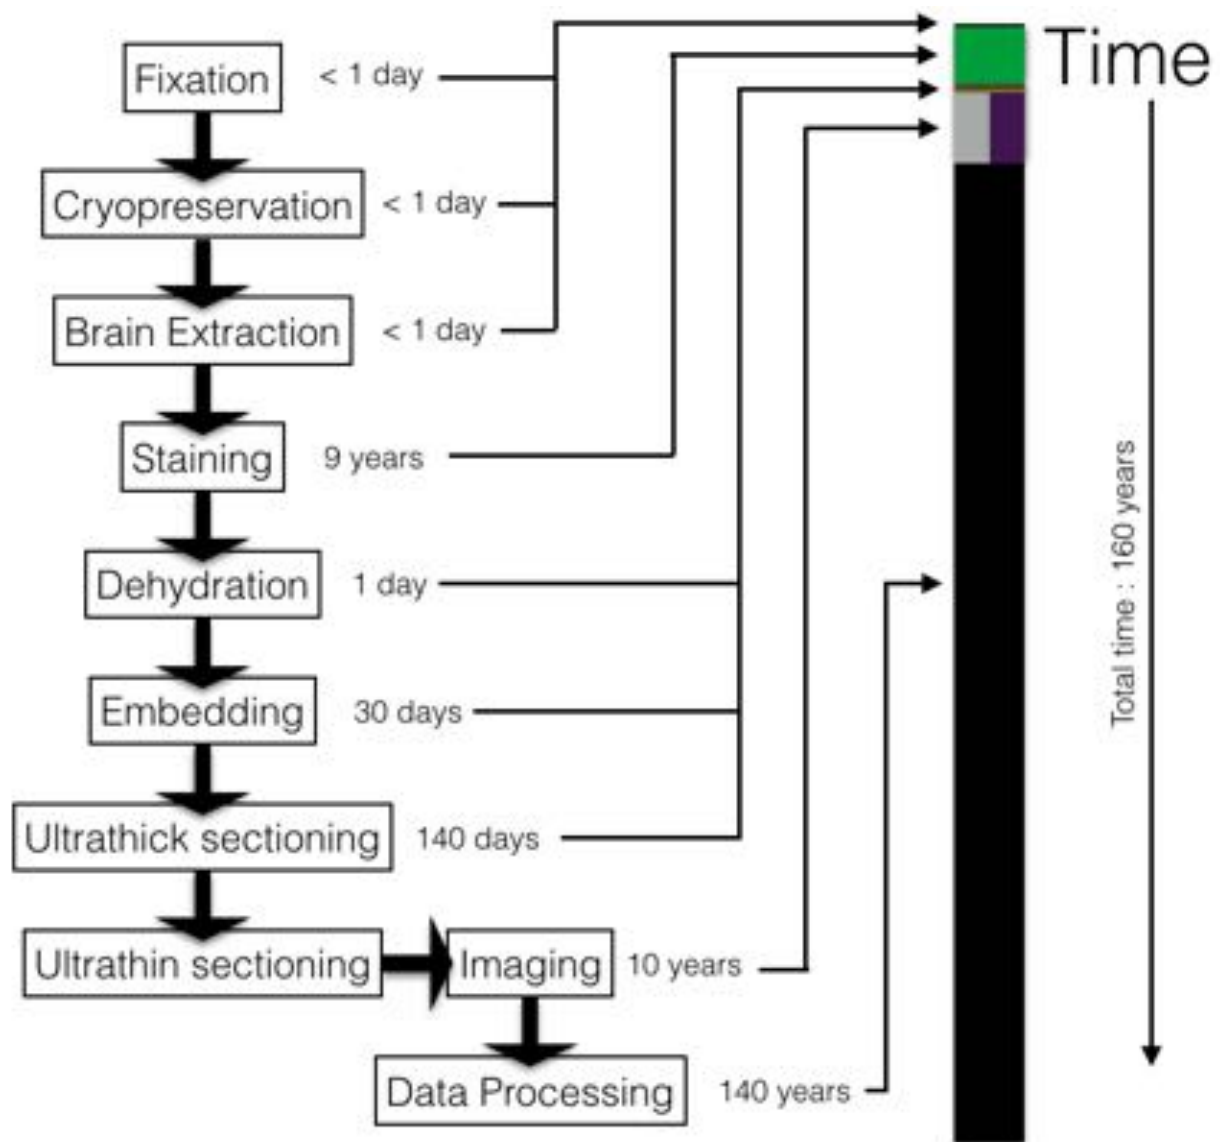 Time
Fixation < 1 day
Cryopreservation < 1 day
Brain Extraction < 1 day
Staining 9 years
Dehydration 1 day
Embedding 30 days
Ultrathick sectioning 140 days
Ultrathin sectioning Imaging 10 years
Data Processing 140 years
Total time : 160 years